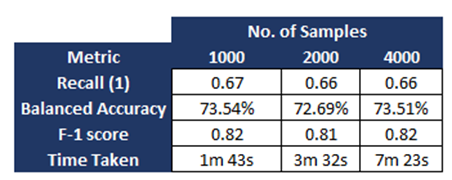 No. of Samples
Metric 1000 2000 4000
Recall (1) 0.67 0.66 0.66
Balanced Accuracy 73.54% 72.69% 73.51%
F-1 score 0.82 0.81 0.82
Time Taken 1m 43s 3m 32s 7m 23s